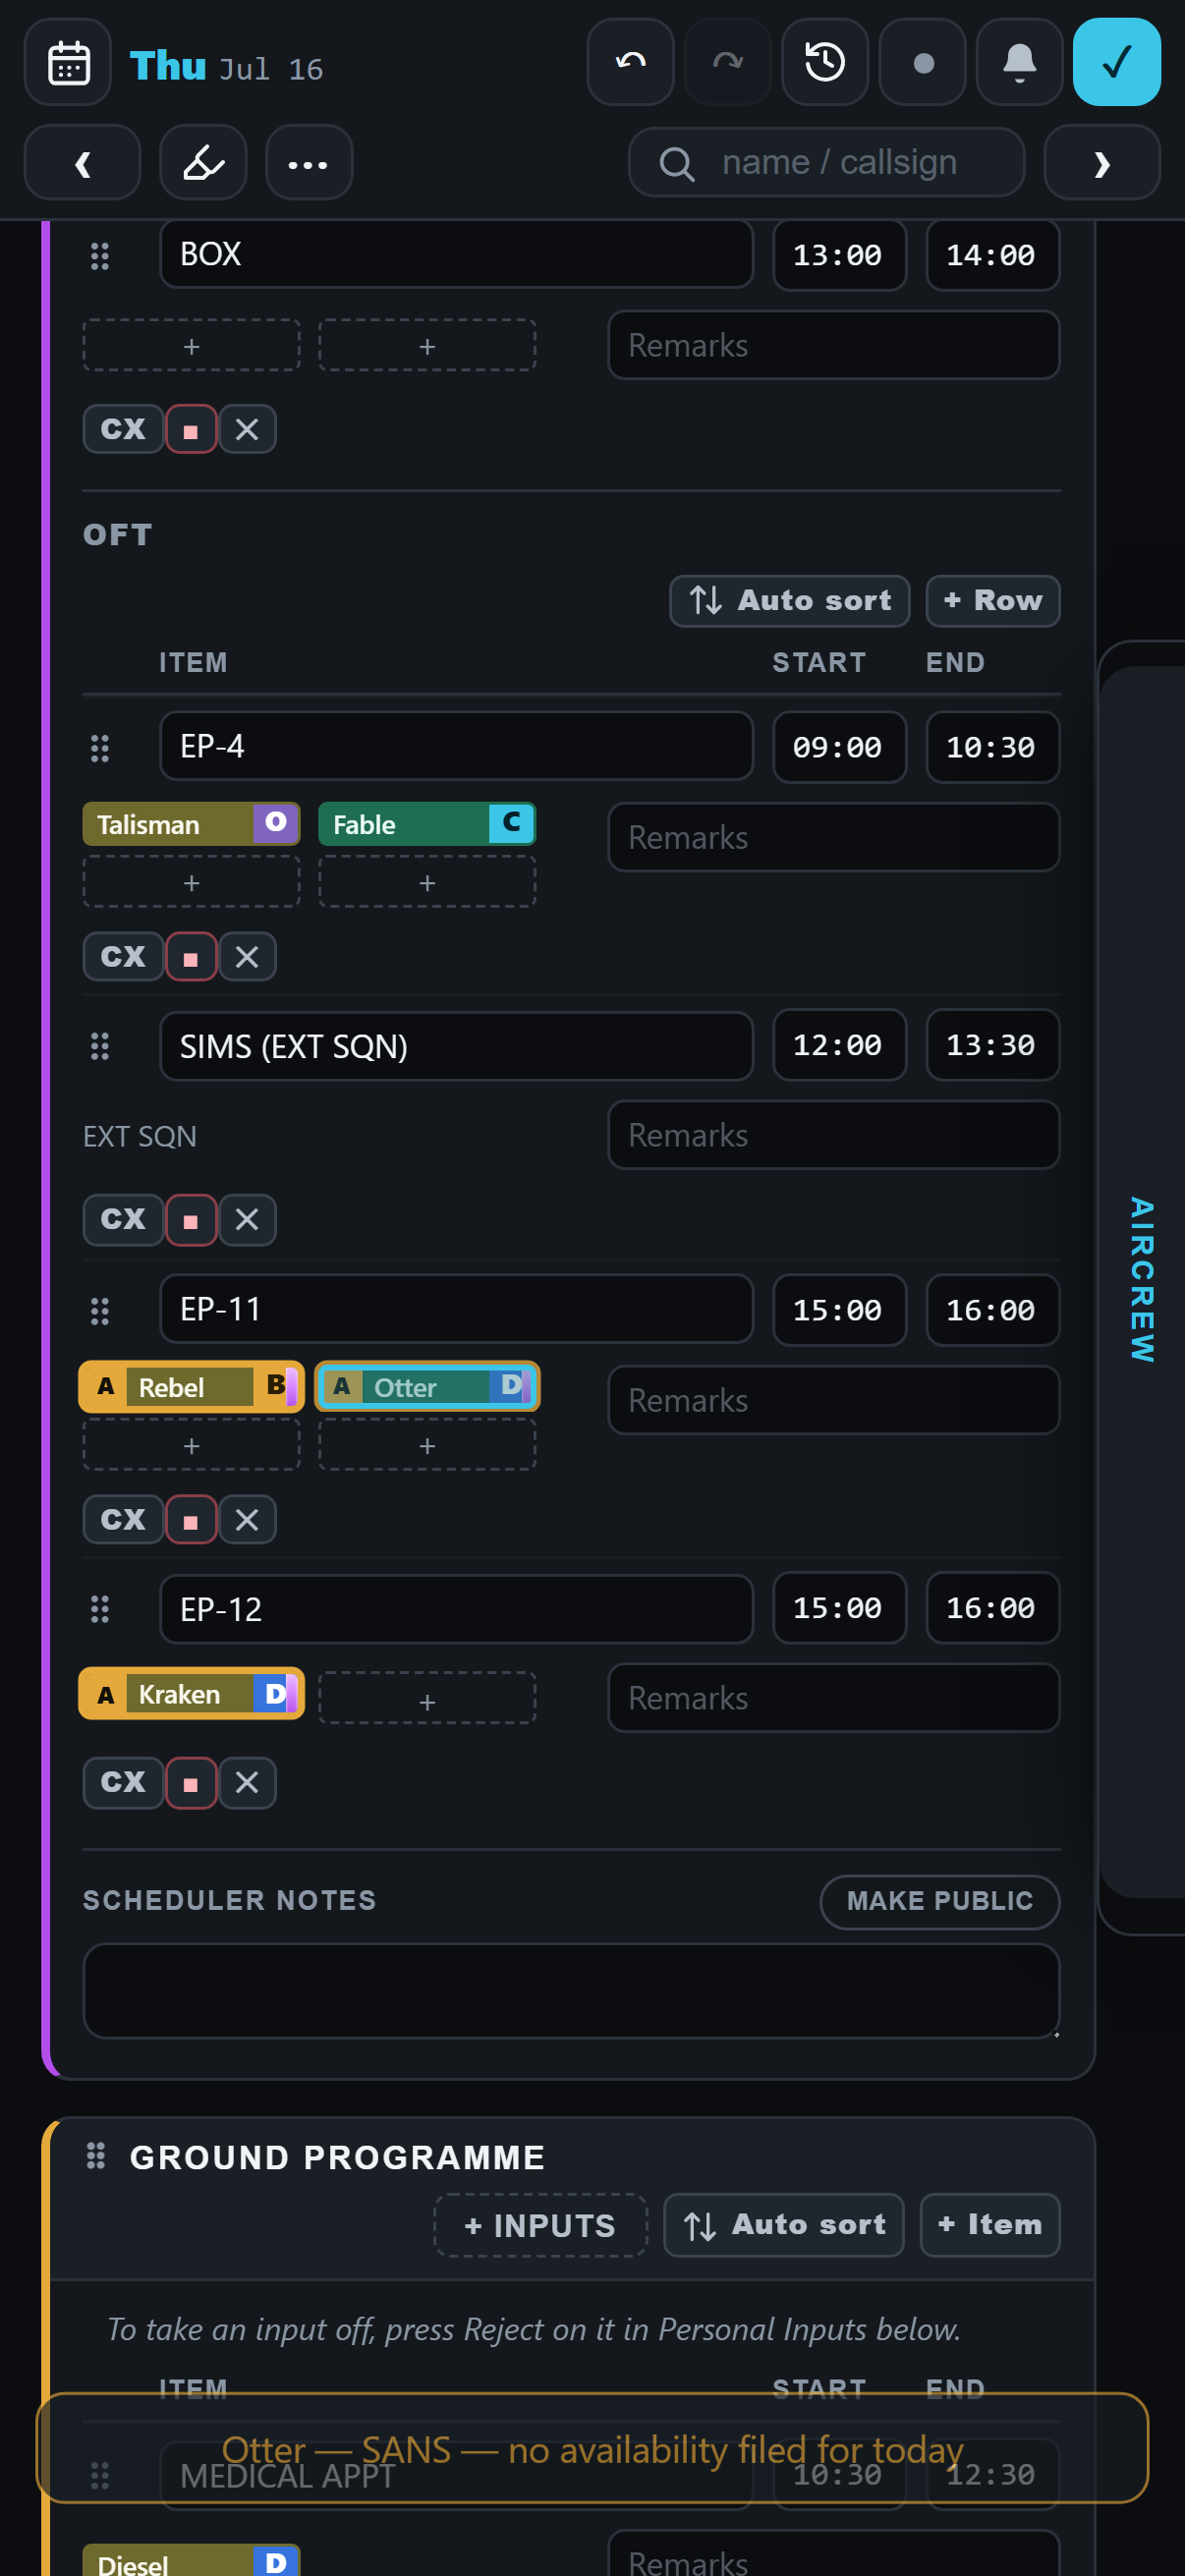 Thu Jul 16
name / callsign
BOX 13:00 14:00
+ + Remarks
CX
OFT
Auto sort + Row
ITEM START END
EP-4 09:00 10:30
Talisman O Fable C Remarks
+ +
CX
SIMS (EXT SQN) 12:00 13:30
EXT SQN Remarks
CX
AIRCREW
EP-11 15:00 16:00
A Rebel B A Otter D Remarks
+ +
CX
EP-12 15:00 16:00
A Kraken D + Remarks
CX
SCHEDULER NOTES MAKE PUBLIC
GROUND PROGRAMME
+ INPUTS Auto sort + Item
To take an input off, press Reject on it in Personal Inputs below.
ITEM START END
Otter — SANS — no availability filed for today
MEDICAL APPT 10:30 12:30
Diesel D Remarks